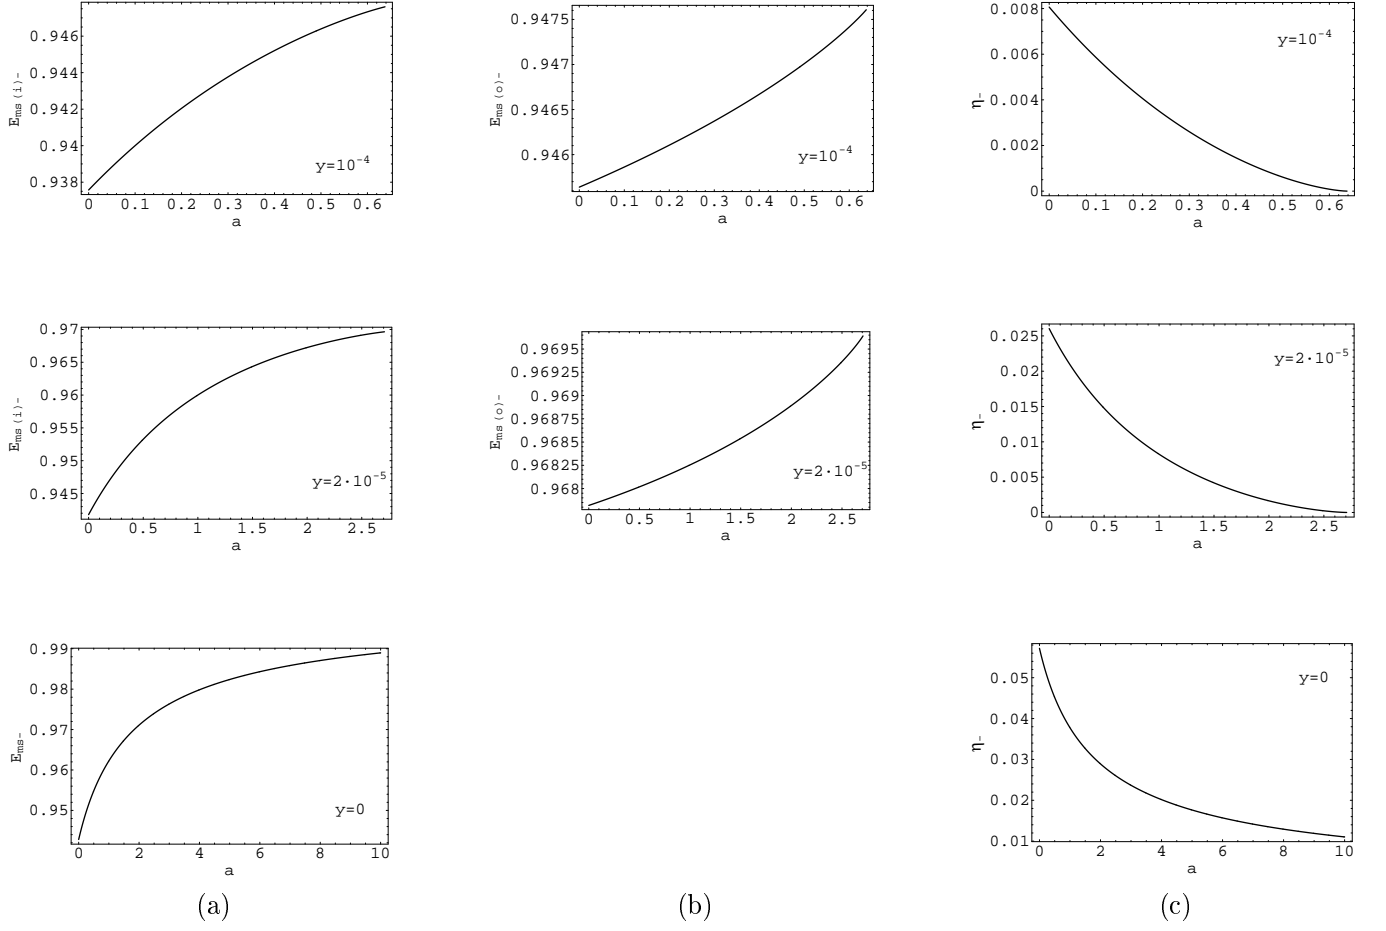 0.946
0.944
0.942
0.94
0.938
E_ms(i)-
y=10^-4
0 0.1 0.2 0.3 0.4 0.5 0.6
a
0.9475
0.947
0.9465
0.946
E_ms(o)-
y=10^-4
0 0.1 0.2 0.3 0.4 0.5 0.6
a
0.008
0.006
0.004
0.002
0
η_-
y=10^-4
0 0.1 0.2 0.3 0.4 0.5 0.6
a
0.97
0.965
0.96
0.955
0.95
0.945
E_ms(i)-
y=2·10^-5
0 0.5 1 1.5 2 2.5
a
0.9695
0.96925
0.969
0.96875
0.9685
0.96825
0.968
E_ms(o)-
y=2·10^-5
0 0.5 1 1.5 2 2.5
a
0.025
0.02
0.015
0.01
0.005
0
η_-
y=2·10^-5
0 0.5 1 1.5 2 2.5
a
0.99
0.98
0.97
0.96
0.95
E_ms-
y=0
0 2 4 6 8 10
a
0.05
0.04
0.03
0.02
0.01
η_-
y=0
0 2 4 6 8 10
a
(a) (b) (c)